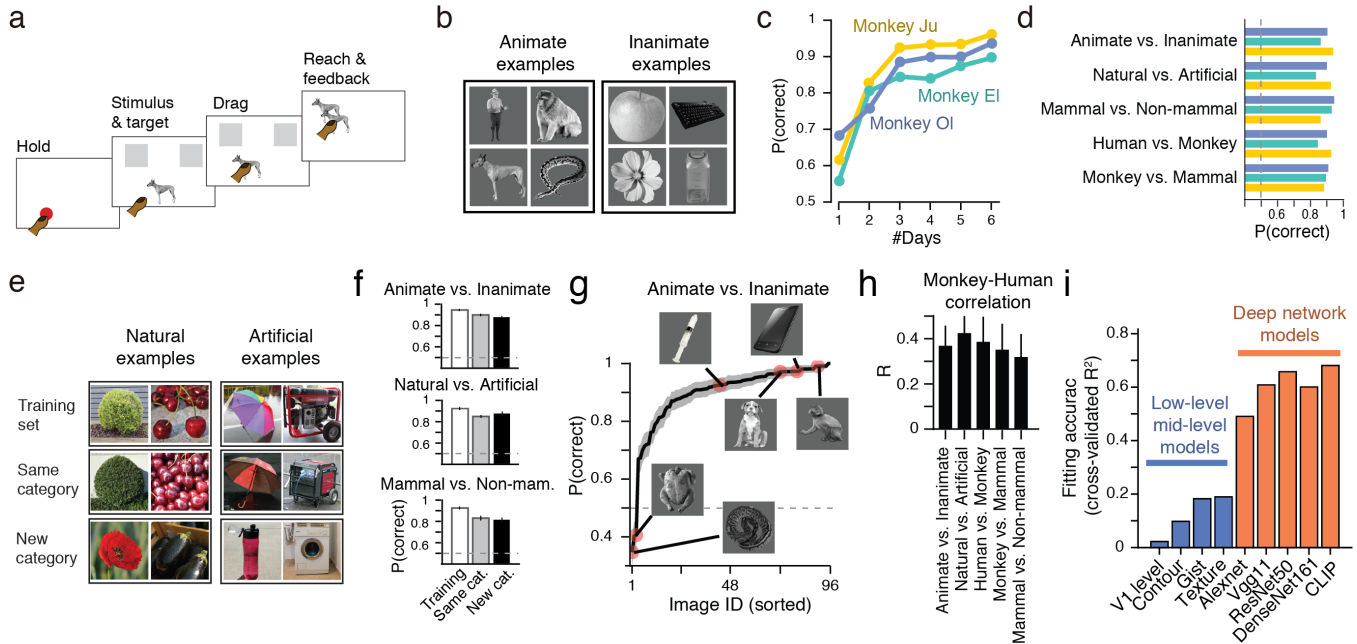 a
Hold
Stimulus
& target
Drag
Reach &
feedback
b
Animate
examples
Inanimate
examples
c
P(correct)
1
0.9
0.8
0.7
0.6
0.5
Monkey Ju
Monkey El
Monkey Ol
1 2 3 4 5 6
#Days
d
Animate vs. Inanimate
Natural vs. Artificial
Mammal vs. Non-mammal
Human vs. Monkey
Monkey vs. Mammal
0.6 0.8 1
P(correct)
e
Natural
examples
Artificial
examples
Training
set
Same
category
New
category
f
Animate vs. Inanimate
1
0.8
0.6
Natural vs. Artificial
1
0.8
0.6
Mammal vs. Non-mam.
1
0.8
0.6
P(correct)
Training
Same cat.
New cat.
g
Animate vs. Inanimate
P(correct)
1
0.8
0.6
0.4
1 48 96
Image ID (sorted)
h
Monkey-Human
correlation
R
0.4
0.2
0
Animate vs. Inanimate
Natural vs. Artificial
Human vs. Monkey
Monkey vs. Mammal
Mammal vs. Non-mammal
i
Deep network
models
Low-level
mid-level
models
Fitting accurac
(cross-validated R²)
0.8
0.6
0.4
0.2
0
V1 level
Contour
Gist
Texture
Alexnet
Vgg11
ResNet50
DenseNet161
CLIP